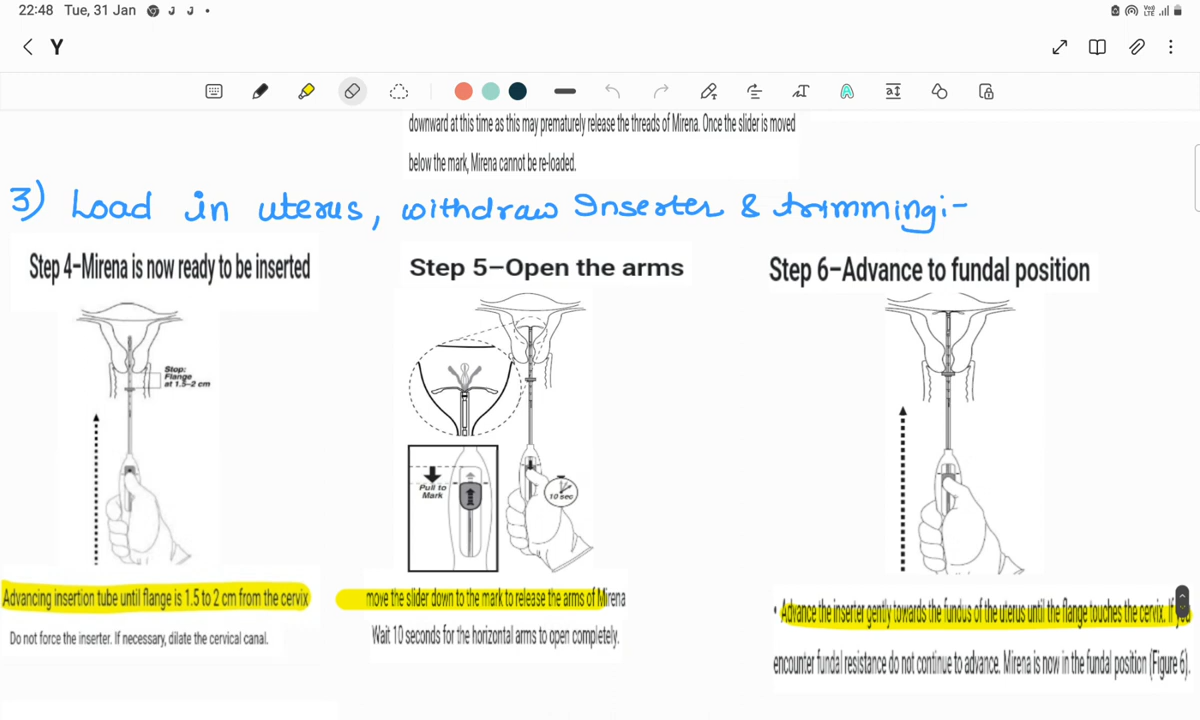 22:48 Tue, 31 Jan
Y
downward at this time as this may prematurely release the threads of Mirena. Once the slider is moved
below the mark, Mirena cannot be re-loaded.
3) Load in uterus, withdraw Inserter & trimming:-
Step 4–Mirena is now ready to be inserted
Stop:
Flange
at 1.5–2 cm
Advancing insertion tube until flange is 1.5 to 2 cm from the cervix
Do not force the inserter. If necessary, dilate the cervical canal.
Step 5–Open the arms
Pull to
Mark
10 sec
move the slider down to the mark to release the arms of Mirena
Wait 10 seconds for the horizontal arms to open completely.
Step 6–Advance to fundal position
• Advance the inserter gently towards the fundus of the uterus until the flange touches the cervix. If you
encounter fundal resistance do not continue to advance. Mirena is now in the fundal position (Figure 6).